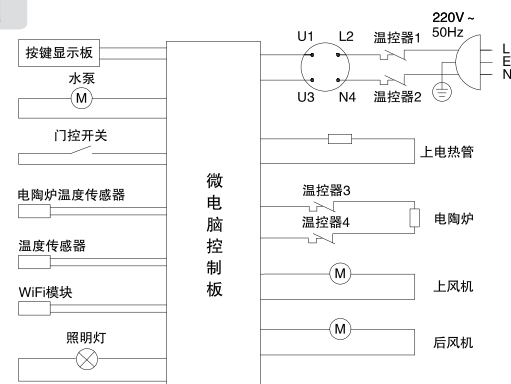 220V ~
50Hz
U1
L2
温控器1
L
E
N
按键显示板
水泵
M
U3
N4
温控器2
门控开关
上电热管
微电脑控制板
电陶炉温度传感器
温控器3
温控器4
电陶炉
温度传感器
M
上风机
WiFi模块
照明灯
M
后风机